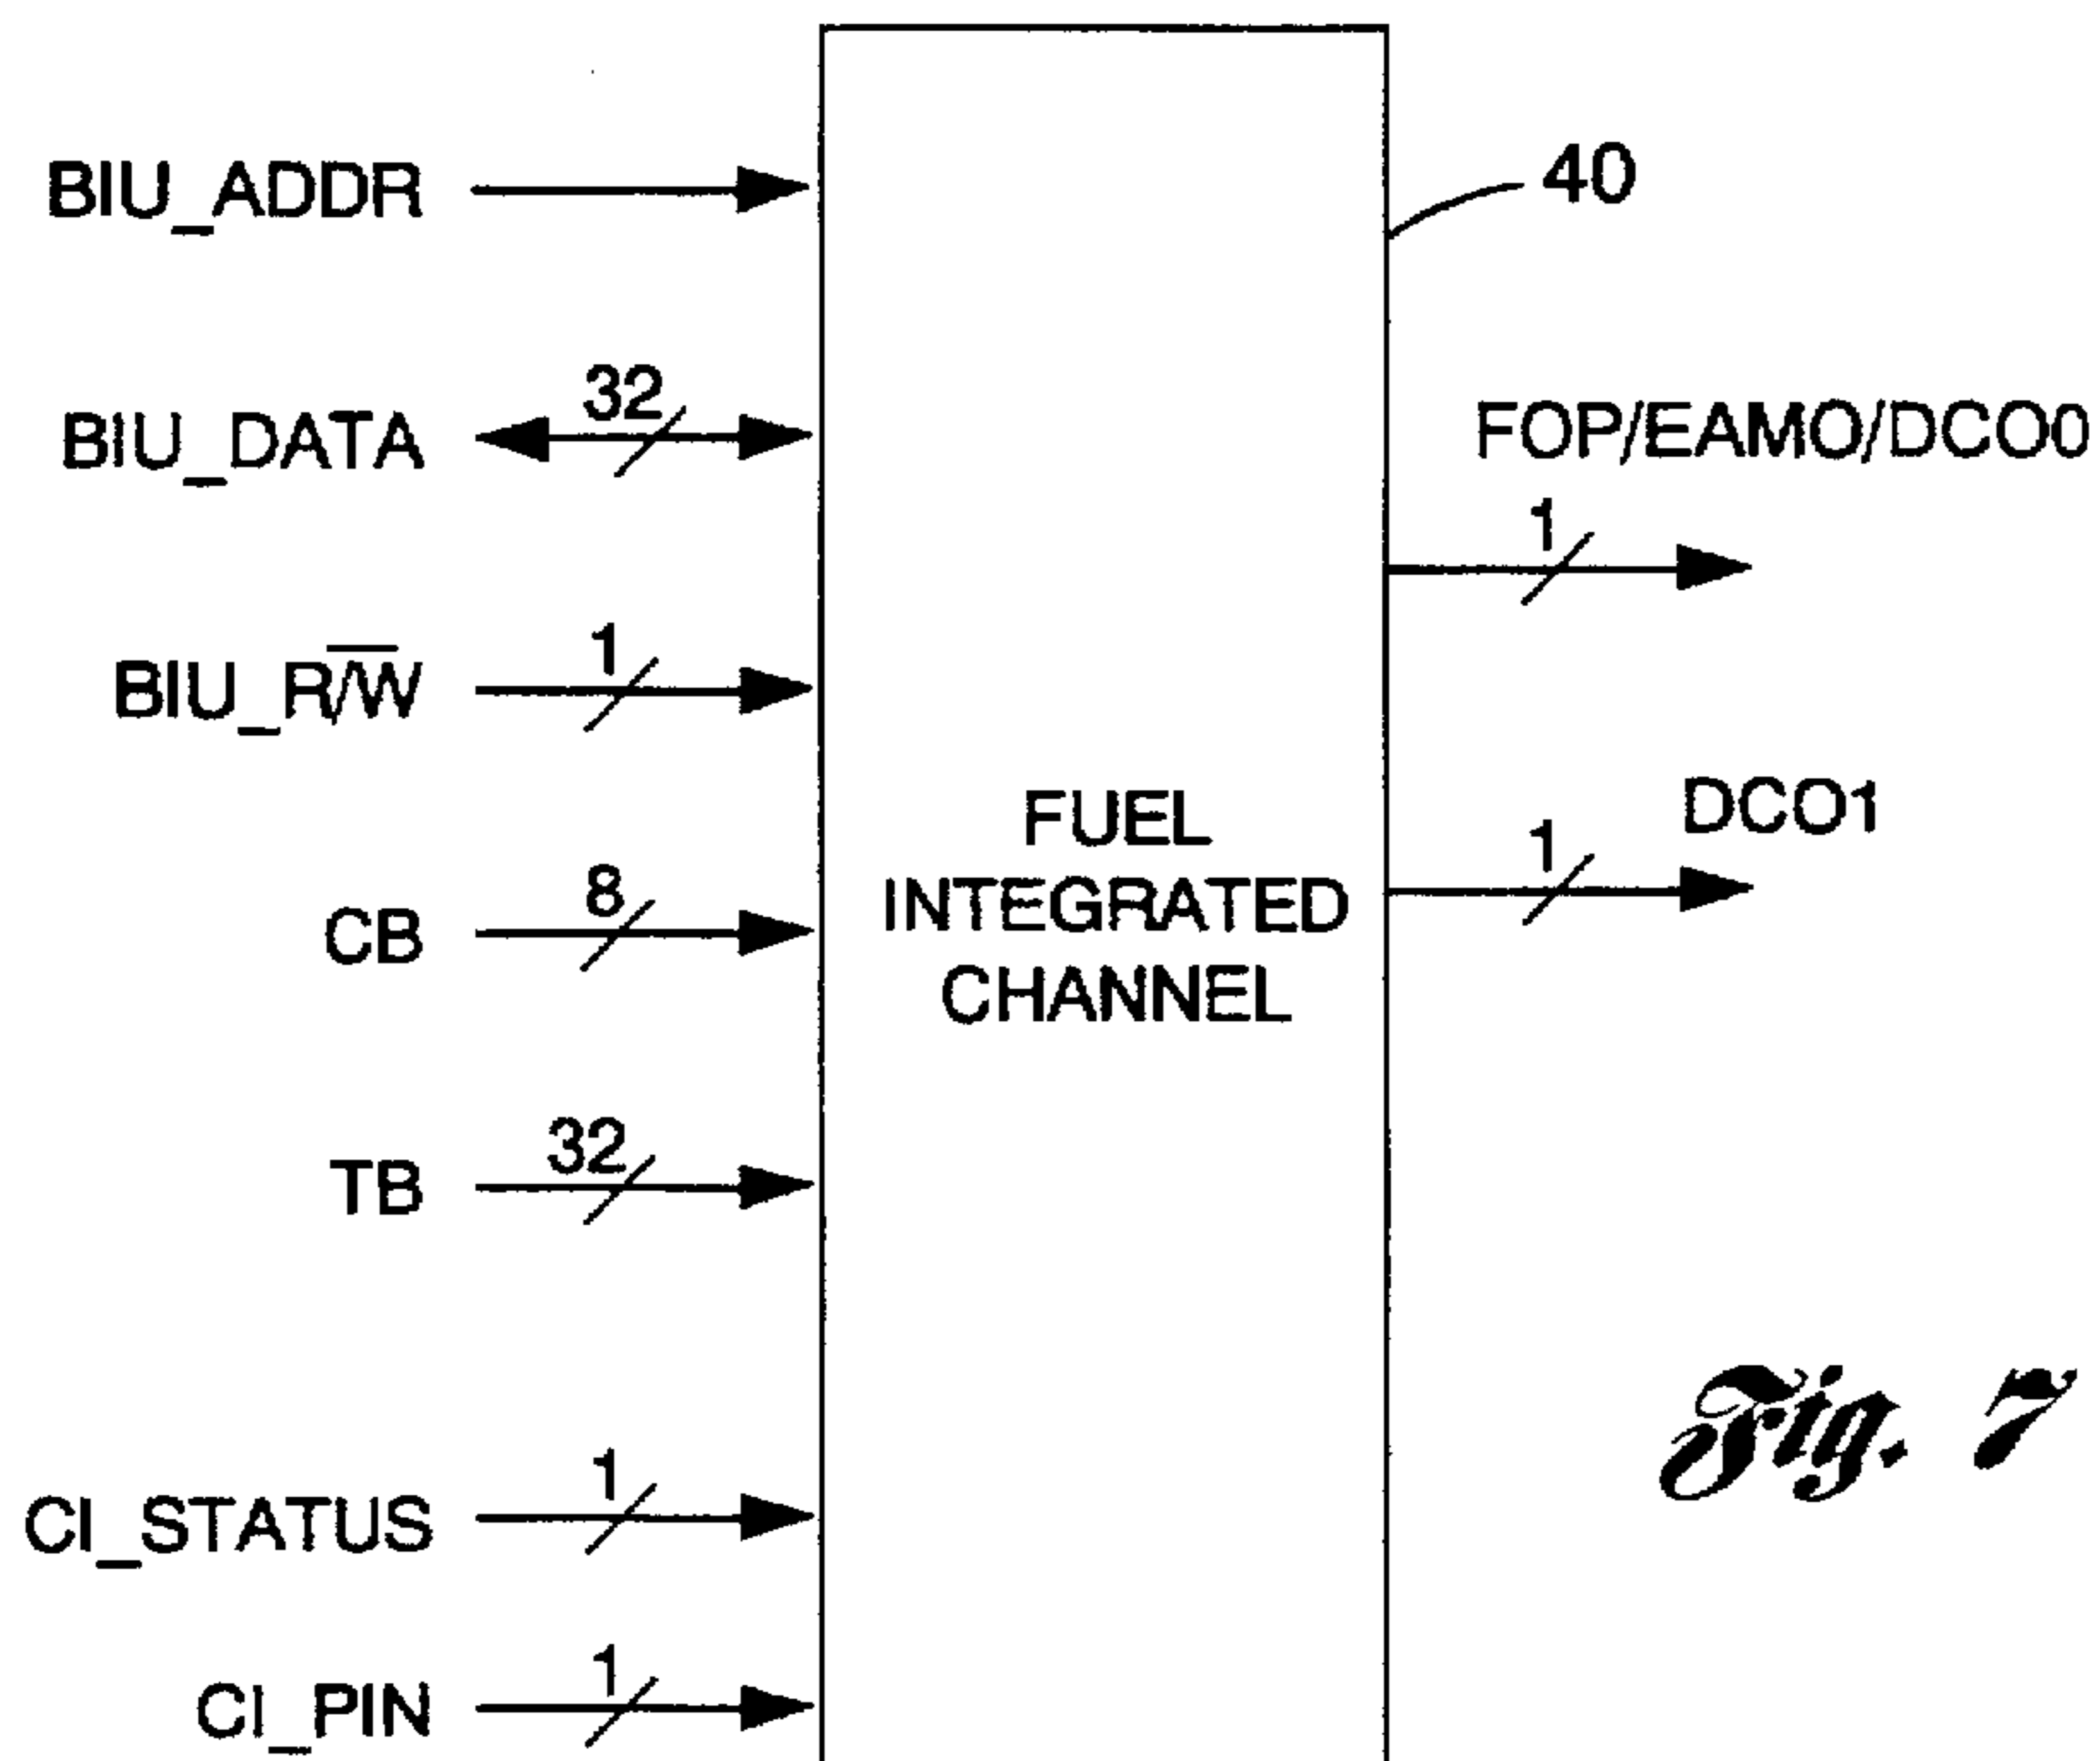 BIU_ADDR
40
BIU_DATA
32
FOP/EAMO/DCO0
1
BIU_R/W̅
1
DCO1
1
FUEL
INTEGRATED
CHANNEL
CB
8
TB
32
CI_STATUS
1
CI_PIN
1
Fig. 7